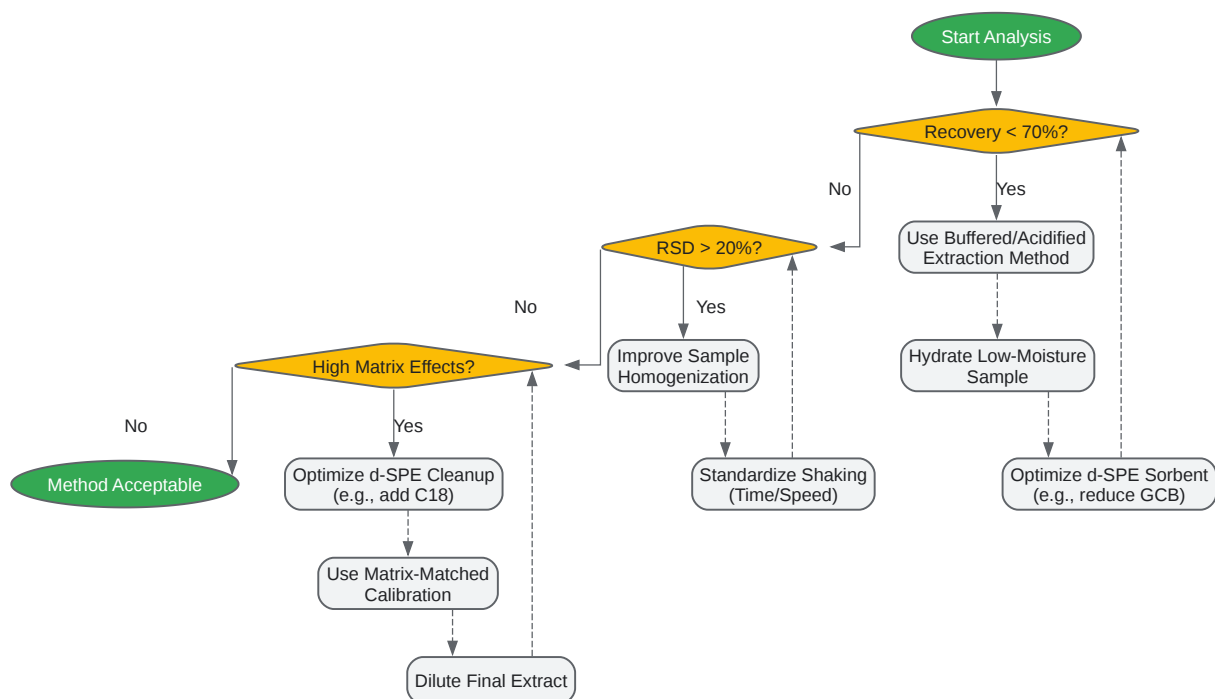 Start Analysis
Recovery < 70%?
No
Yes
RSD > 20%?
Use Buffered/Acidified
Extraction Method
No
Yes
High Matrix Effects?
Improve Sample
Homogenization
Hydrate Low-Moisture
Sample
No
Yes
Method Acceptable
Optimize d-SPE Cleanup
(e.g., add C18)
Standardize Shaking
(Time/Speed)
Optimize d-SPE Sorbent
(e.g., reduce GCB)
Use Matrix-Matched
Calibration
Dilute Final Extract